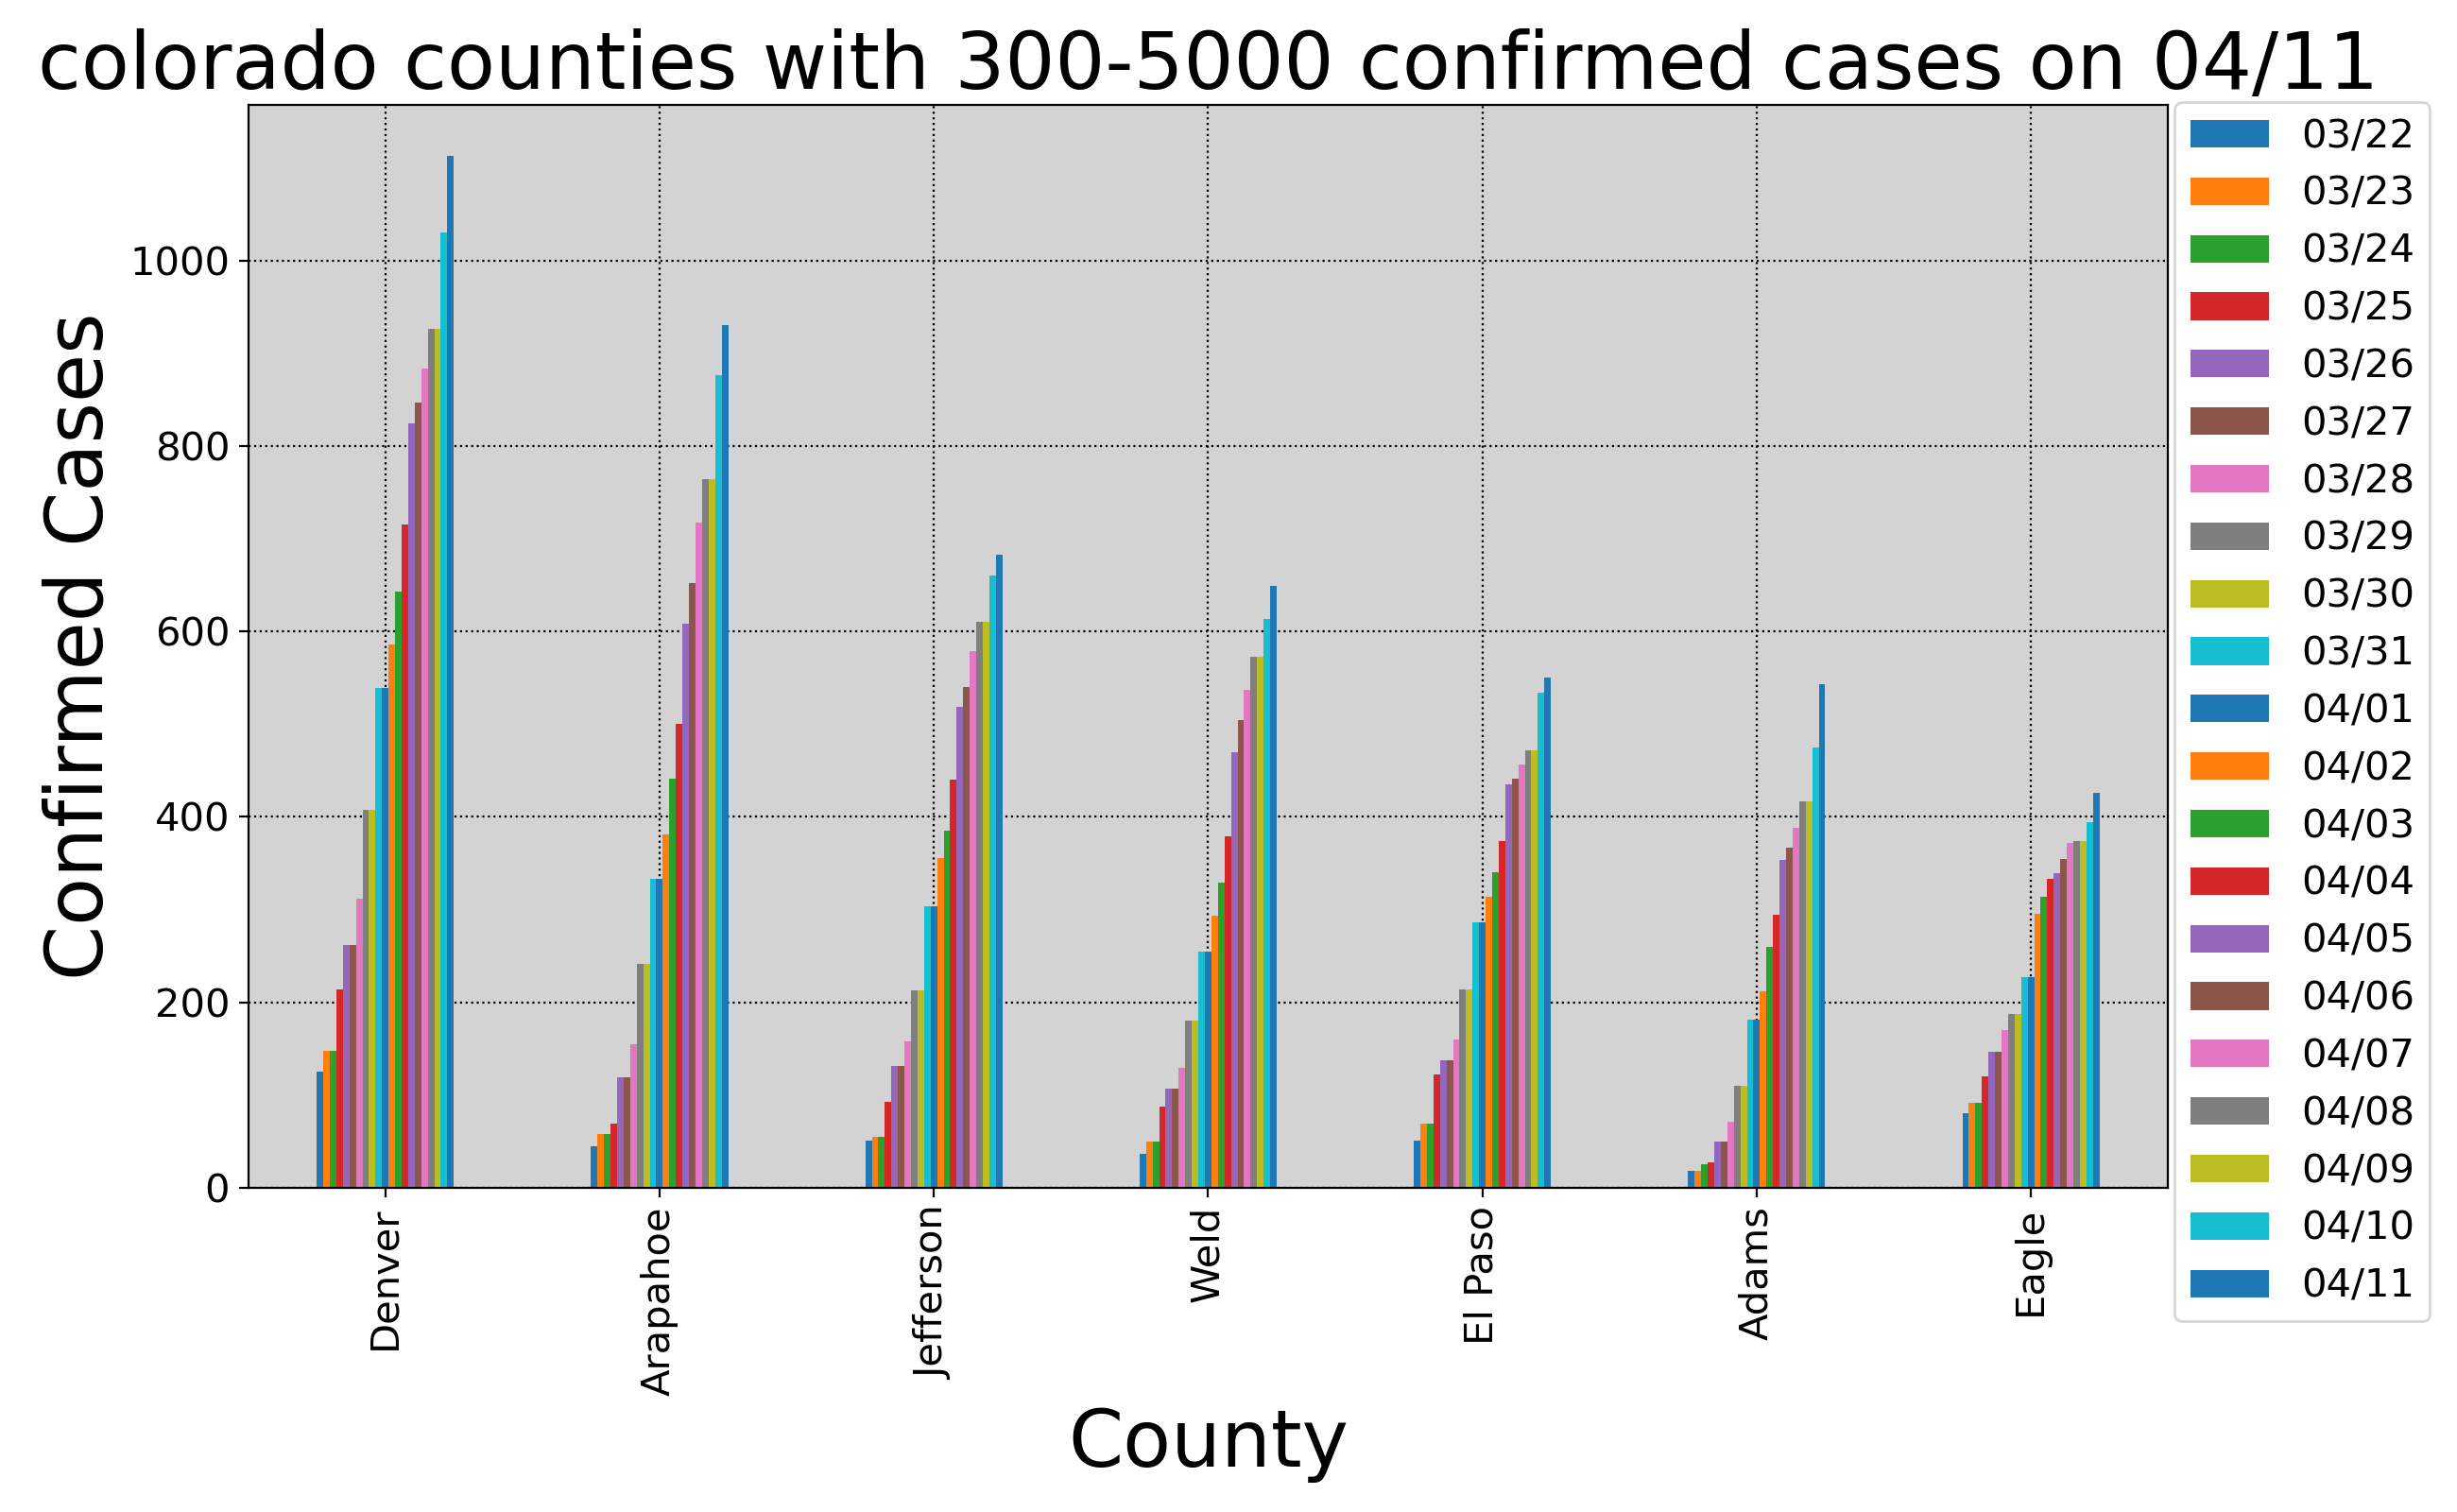 colorado counties with 300-5000 confirmed cases on 04/11
Confirmed Cases
1000
800
600
400
200
0
Denver
Arapahoe
Jefferson
Weld
El Paso
Adams
Eagle
County
03/22
03/23
03/24
03/25
03/26
03/27
03/28
03/29
03/30
03/31
04/01
04/02
04/03
04/04
04/05
04/06
04/07
04/08
04/09
04/10
04/11